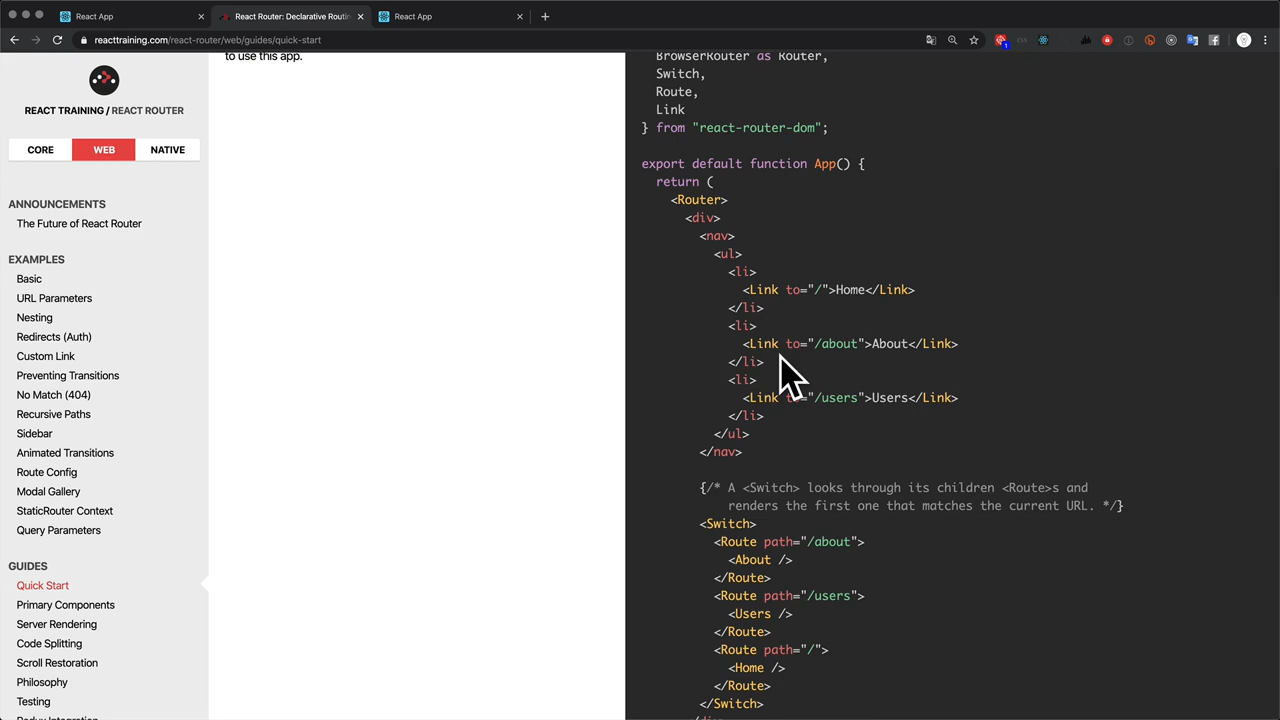 React App
React Router: Declarative Routin
React App
reacttraining.com/react-router/web/guides/quick-start
to use this app.
REACT TRAINING / REACT ROUTER
CORE
WEB
NATIVE
ANNOUNCEMENTS
The Future of React Router
EXAMPLES
Basic
URL Parameters
Nesting
Redirects (Auth)
Custom Link
Preventing Transitions
No Match (404)
Recursive Paths
Sidebar
Animated Transitions
Route Config
Modal Gallery
StaticRouter Context
Query Parameters
GUIDES
Quick Start
Primary Components
Server Rendering
Code Splitting
Scroll Restoration
Philosophy
Testing
Redux Integration
BrowserRouter as Router,
Switch,
Route,
Link
} from "react-router-dom";
export default function App() {
return (
<Router>
<div>
<nav>
<ul>
<li>
<Link to="/">Home</Link>
</li>
<li>
<Link to="/about">About</Link>
</li>
<li>
<Link to="/users">Users</Link>
</li>
</ul>
</nav>
{/* A <Switch> looks through its children <Route>s and
renders the first one that matches the current URL. */}
<Switch>
<Route path="/about">
<About />
</Route>
<Route path="/users">
<Users />
</Route>
<Route path="/">
<Home />
</Route>
</Switch>
</div>